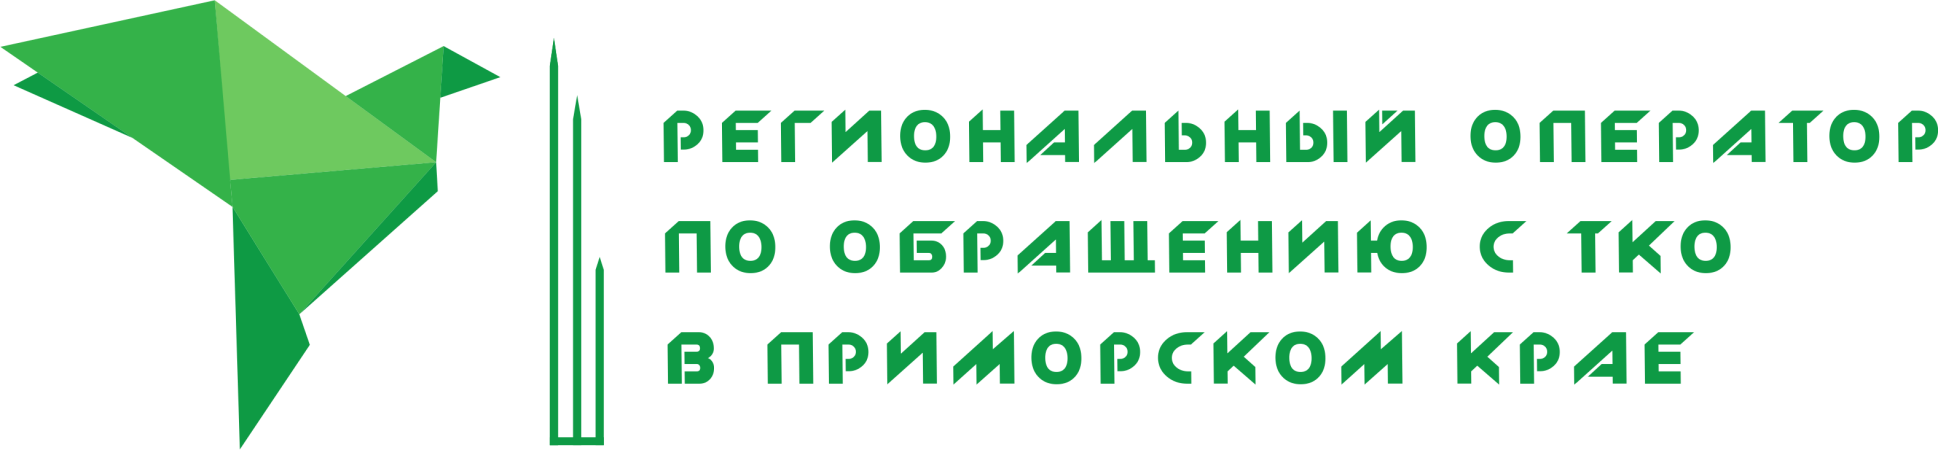 РЕГИОНАЛЬНЫЙ ОПЕРАТОР
ПО ОБРАЩЕНИЮ С ТКО
В ПРИМОРСКОМ КРАЕ